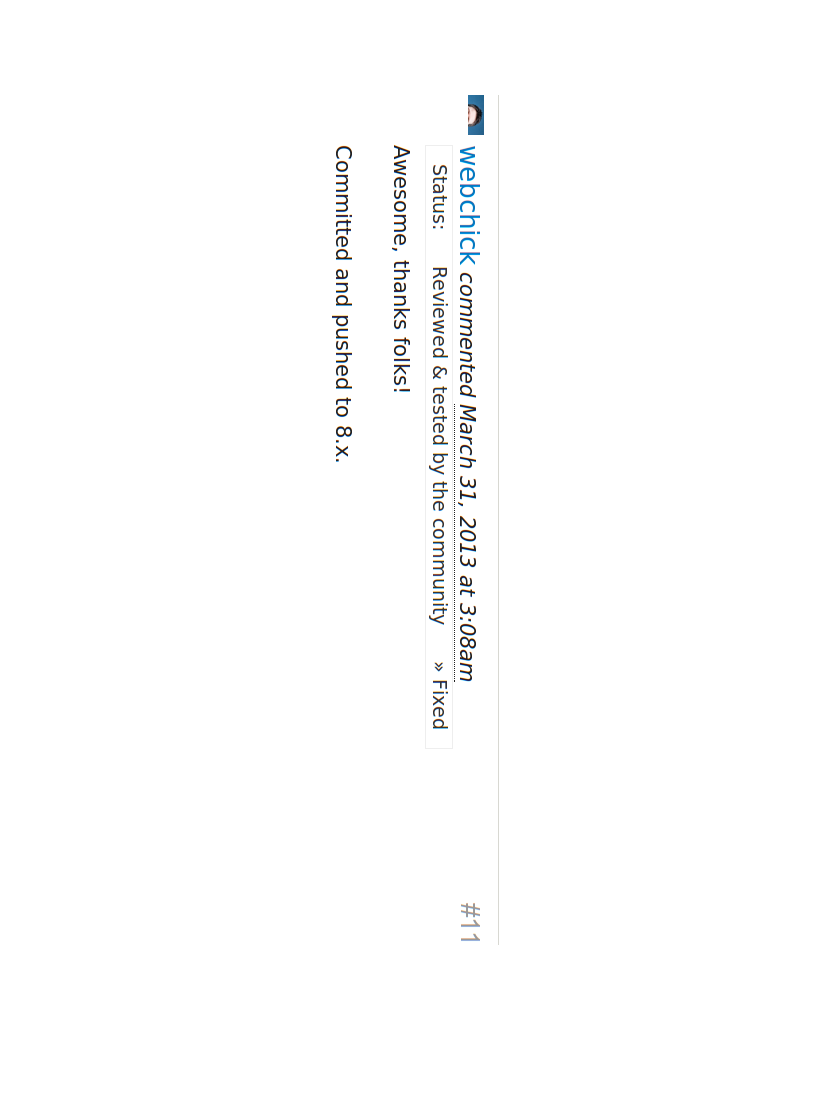 webchick commented March 31, 2013 at 3:08am
#11
Status: Reviewed & tested by the community » Fixed
Awesome, thanks folks!
Committed and pushed to 8.x.